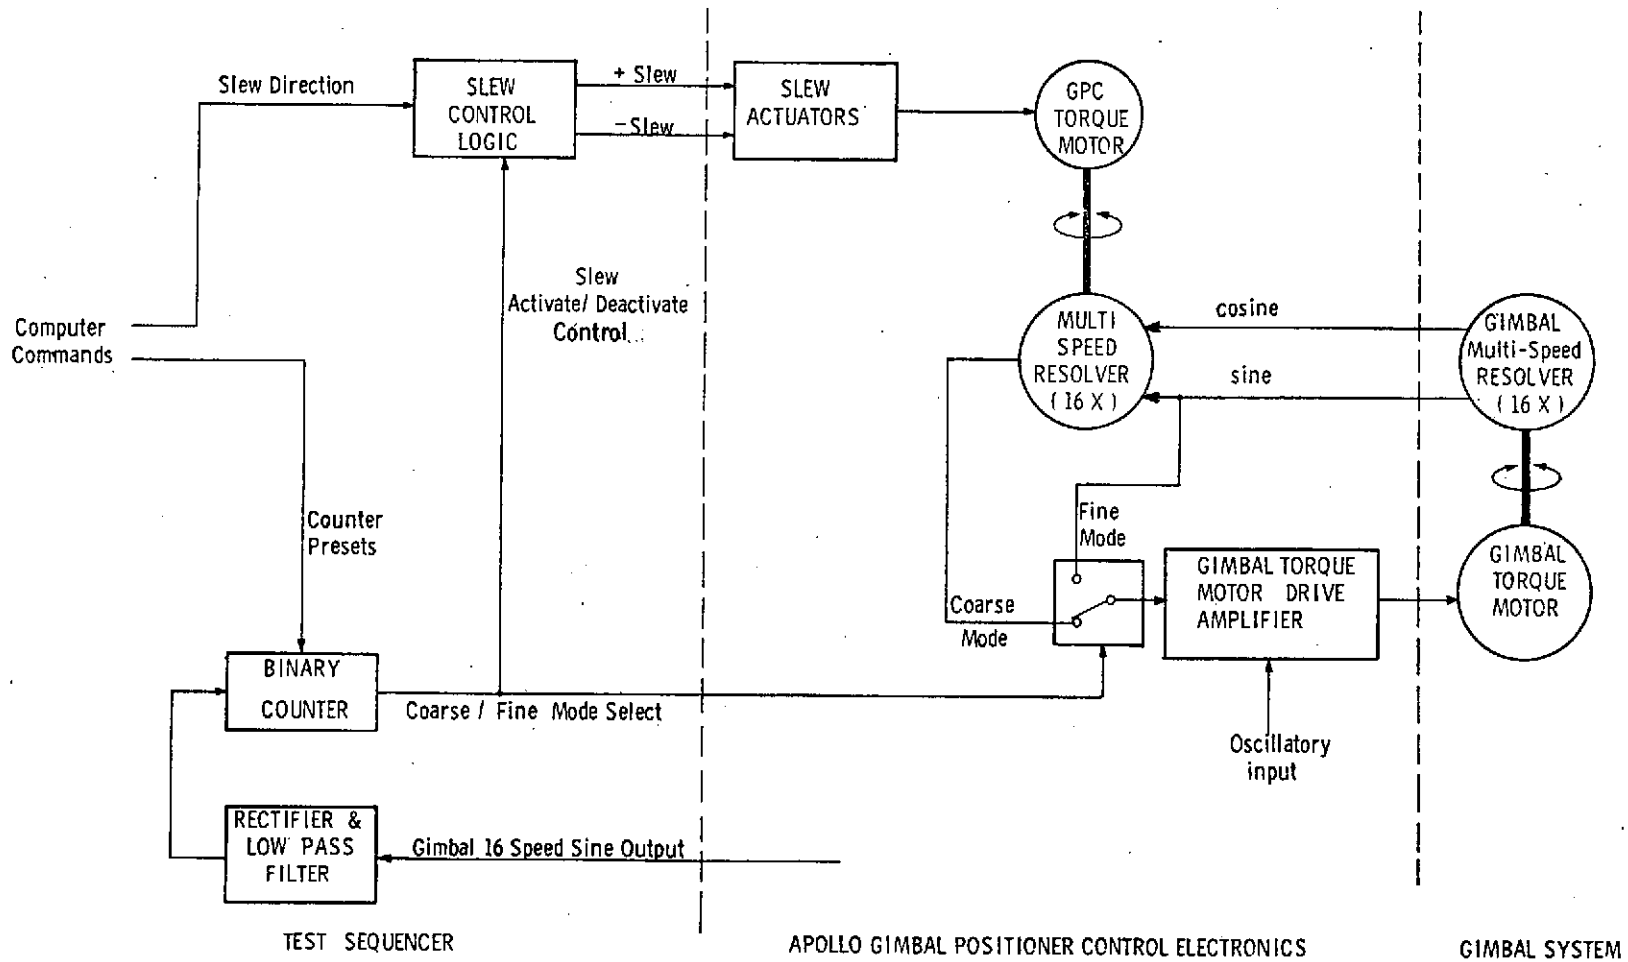 Slew Direction
SLEW
CONTROL
LOGIC
+ Slew
-Slew
SLEW
ACTUATORS
GPC
TORQUE
MOTOR
Slew
Activate/ Deactivate
Control
Computer
Commands
MULTI
SPEED
RESOLVER
( 16 X )
cosine
sine
GIMBAL
Multi-Speed
RESOLVER
( 16 X )
Counter
Presets
Fine
Mode
Coarse
Mode
GIMBAL TORQUE
MOTOR DRIVE
AMPLIFIER
GIMBAL
TORQUE
MOTOR
BINARY
COUNTER
Coarse / Fine Mode Select
Oscillatory
input
RECTIFIER &
LOW PASS
FILTER
Gimbal 16 Speed Sine Output
TEST SEQUENCER
APOLLO GIMBAL POSITIONER CONTROL ELECTRONICS
GIMBAL SYSTEM